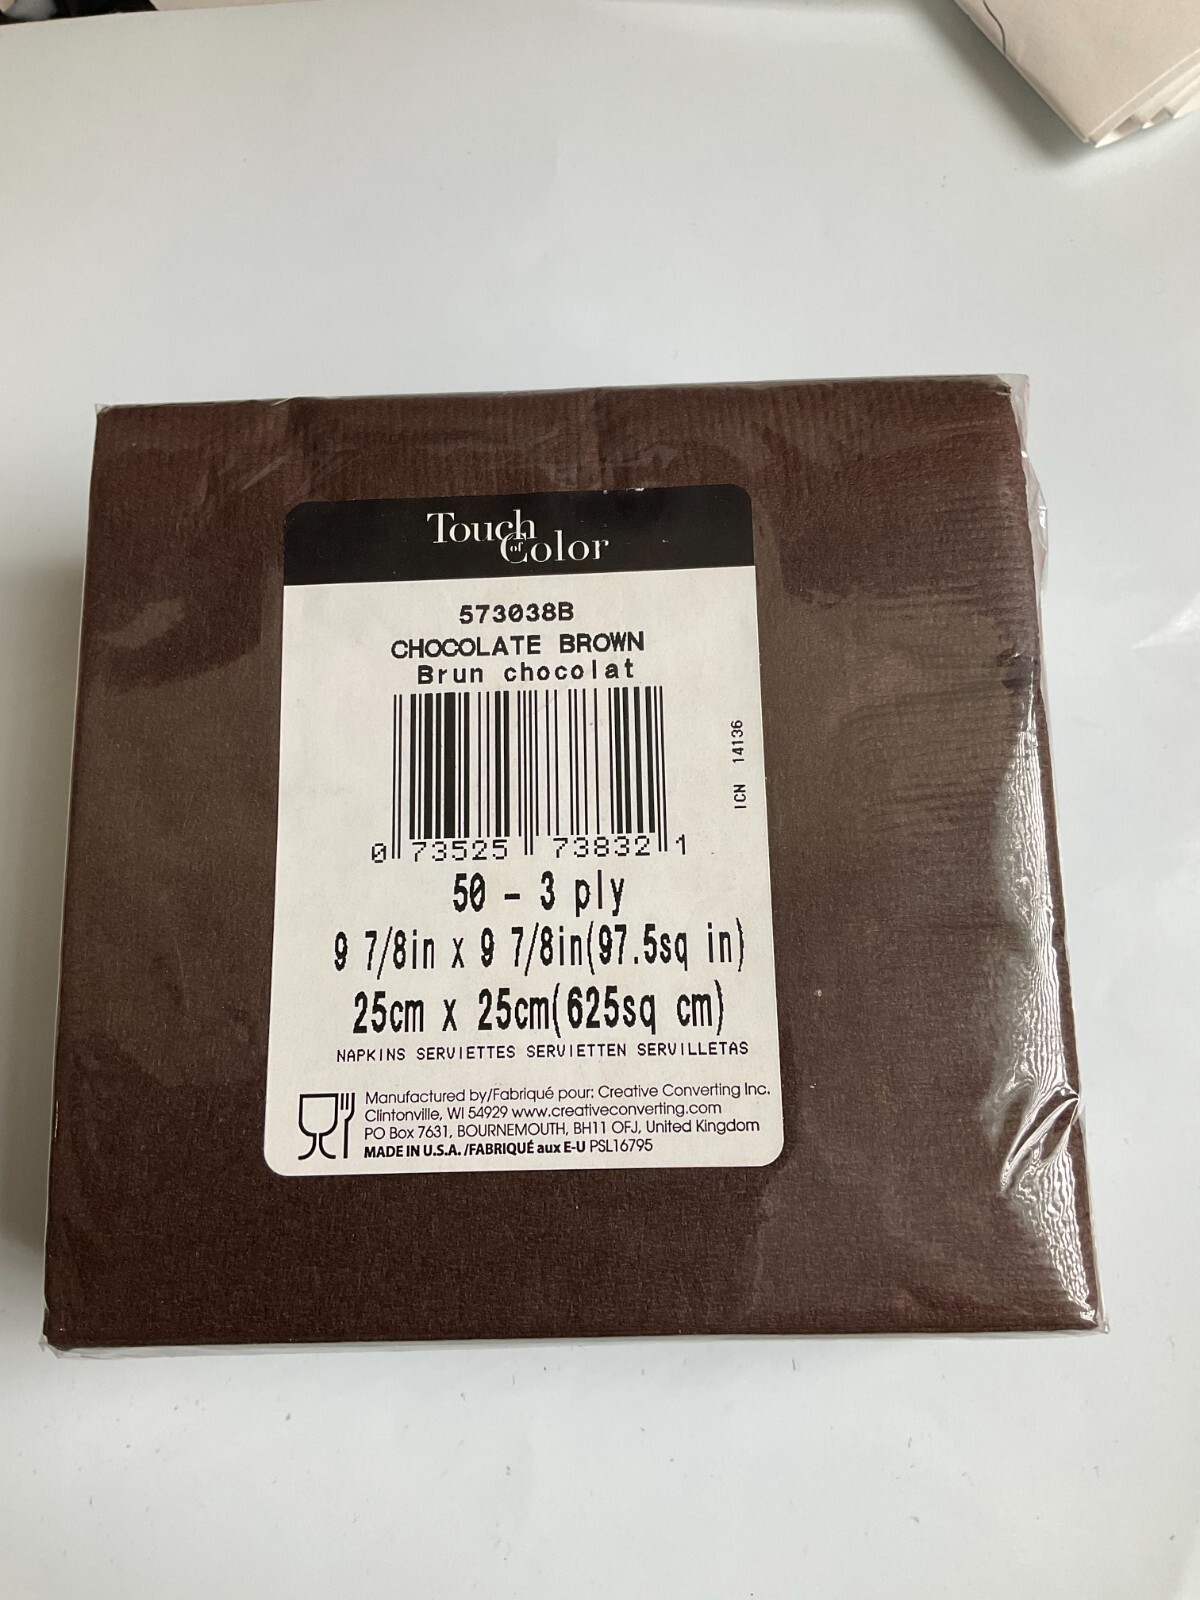 Touch of Color
573038B
CHOCOLATE BROWN
Brun chocolat
ICN 14136
0 73525 73832 1
50 - 3 ply
9 7/8in x 9 7/8in(97.5sq in)
25cm x 25cm(625sq cm)
NAPKINS SERVIETTES SERVIETTEN SERVILLETAS
Manufactured by/Fabriqué pour: Creative Converting Inc.
Clintonville, WI 54929 www.creativeconverting.com
PO Box 7631, BOURNEMOUTH, BH11 OFJ, United Kingdom
MADE IN U.S.A. /FABRIQUÉ aux E-U PSL16795